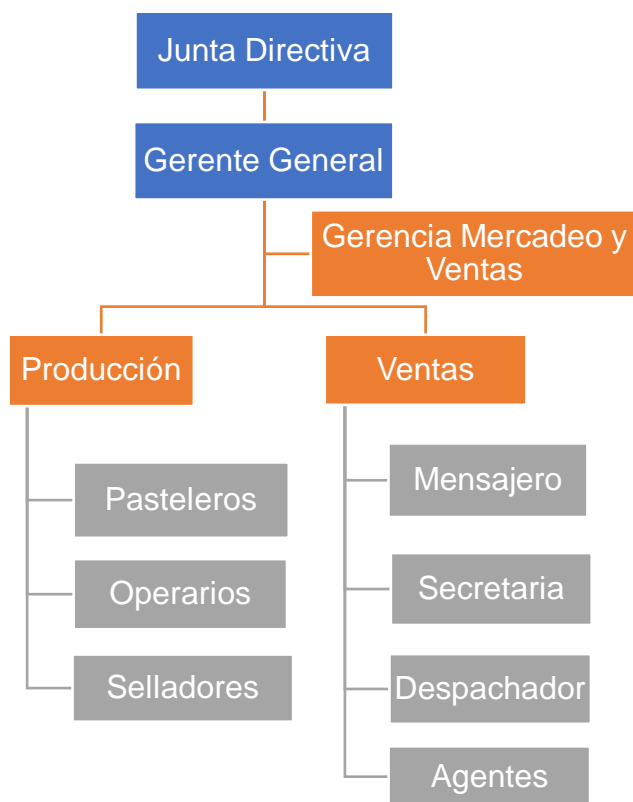 Junta Directiva
Gerente General
Gerencia Mercadeo y
Ventas
Producción
Ventas
Pasteleros
Operarios
Selladores
Mensajero
Secretaria
Despachador
Agentes